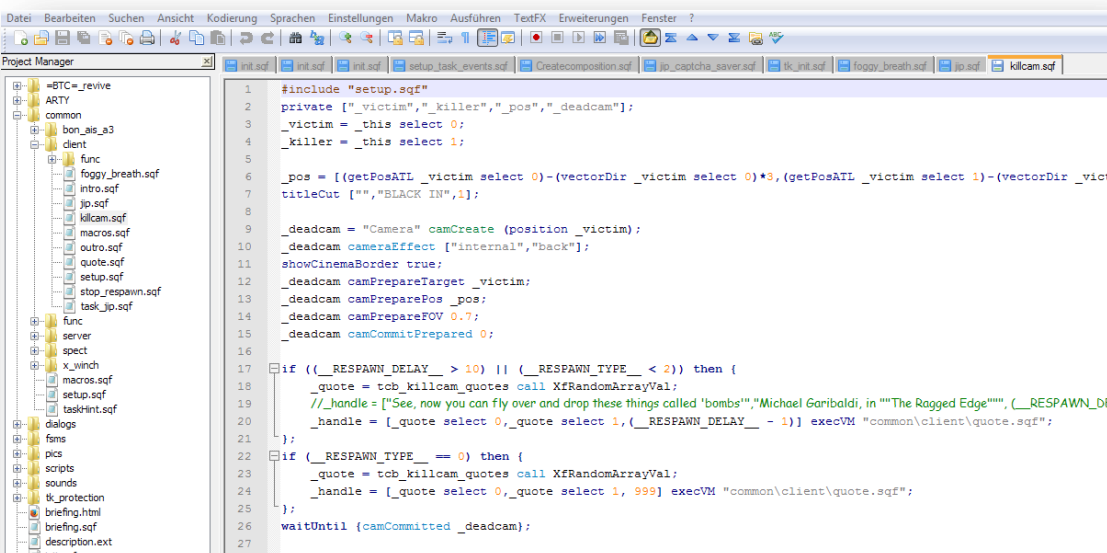 Datei Bearbeiten Suchen Ansicht Kodierung Sprachen Einstellungen Makro Ausführen TextFX Erweiterungen Fenster ?
Project Manager
init.sqf init.sqf init.sqf setup_task_events.sqf Createcomposition.sqf jip_captcha_saver.sqf tk_init.sqf foggy_breath.sqf jip.sqf killcam.sqf
=BTC=_revive
ARTY
common
bon_ais_a3
client
func
foggy_breath.sqf
intro.sqf
jip.sqf
killcam.sqf
macros.sqf
outro.sqf
quote.sqf
setup.sqf
stop_respawn.sqf
task_jip.sqf
func
server
spect
x_winch
macros.sqf
setup.sqf
taskHint.sqf
dialogs
fsms
pics
scripts
sounds
tk_protection
briefing.html
briefing.sqf
description.ext
1 #include "setup.sqf"
2 private ["_victim","_killer","_pos","_deadcam"];
3 _victim = _this select 0;
4 _killer = _this select 1;
5
6 _pos = [(getPosATL _victim select 0)-(vectorDir _victim select 0)*3,(getPosATL _victim select 1)-(vectorDir _vict
7 titleCut ["","BLACK IN",1];
8
9 _deadcam = "Camera" camCreate (position _victim);
10 _deadcam cameraEffect ["internal","back"];
11 showCinemaBorder true;
12 _deadcam camPrepareTarget _victim;
13 _deadcam camPreparePos _pos;
14 _deadcam camPrepareFOV 0.7;
15 _deadcam camCommitPrepared 0;
16
17 if ((__RESPAWN_DELAY__ > 10) || (__RESPAWN_TYPE__ < 2)) then {
18 _quote = tcb_killcam_quotes call XfRandomArrayVal;
19 //_handle = ["See, now you can fly over and drop these things called 'bombs'","Michael Garibaldi, in ""The Ragged Edge""", (__RESPAWN_DE
20 _handle = [_quote select 0,_quote select 1,(__RESPAWN_DELAY__ - 1)] execVM "common\client\quote.sqf";
21 };
22 if (__RESPAWN_TYPE__ == 0) then {
23 _quote = tcb_killcam_quotes call XfRandomArrayVal;
24 _handle = [_quote select 0,_quote select 1, 999] execVM "common\client\quote.sqf";
25 };
26 waitUntil {camCommitted _deadcam};
27